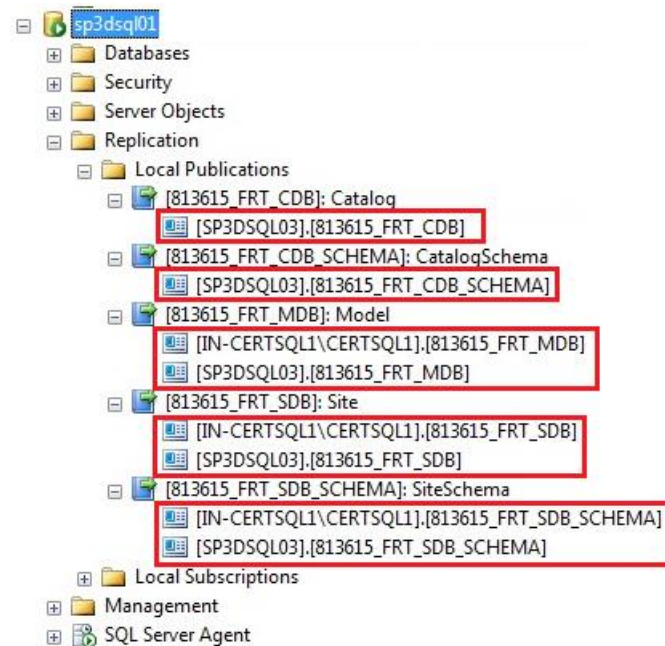 sp3dsql01
Databases
Security
Server Objects
Replication
Local Publications
[813615_FRT_CDB]: Catalog
[SP3DSQL03].[813615_FRT_CDB]
[813615_FRT_CDB_SCHEMA]: CatalogSchema
[SP3DSQL03].[813615_FRT_CDB_SCHEMA]
[813615_FRT_MDB]: Model
[IN-CERTSQL1\CERTSQL1].[813615_FRT_MDB]
[SP3DSQL03].[813615_FRT_MDB]
[813615_FRT_SDB]: Site
[IN-CERTSQL1\CERTSQL1].[813615_FRT_SDB]
[SP3DSQL03].[813615_FRT_SDB]
[813615_FRT_SDB_SCHEMA]: SiteSchema
[IN-CERTSQL1\CERTSQL1].[813615_FRT_SDB_SCHEMA]
[SP3DSQL03].[813615_FRT_SDB_SCHEMA]
Local Subscriptions
Management
SQL Server Agent